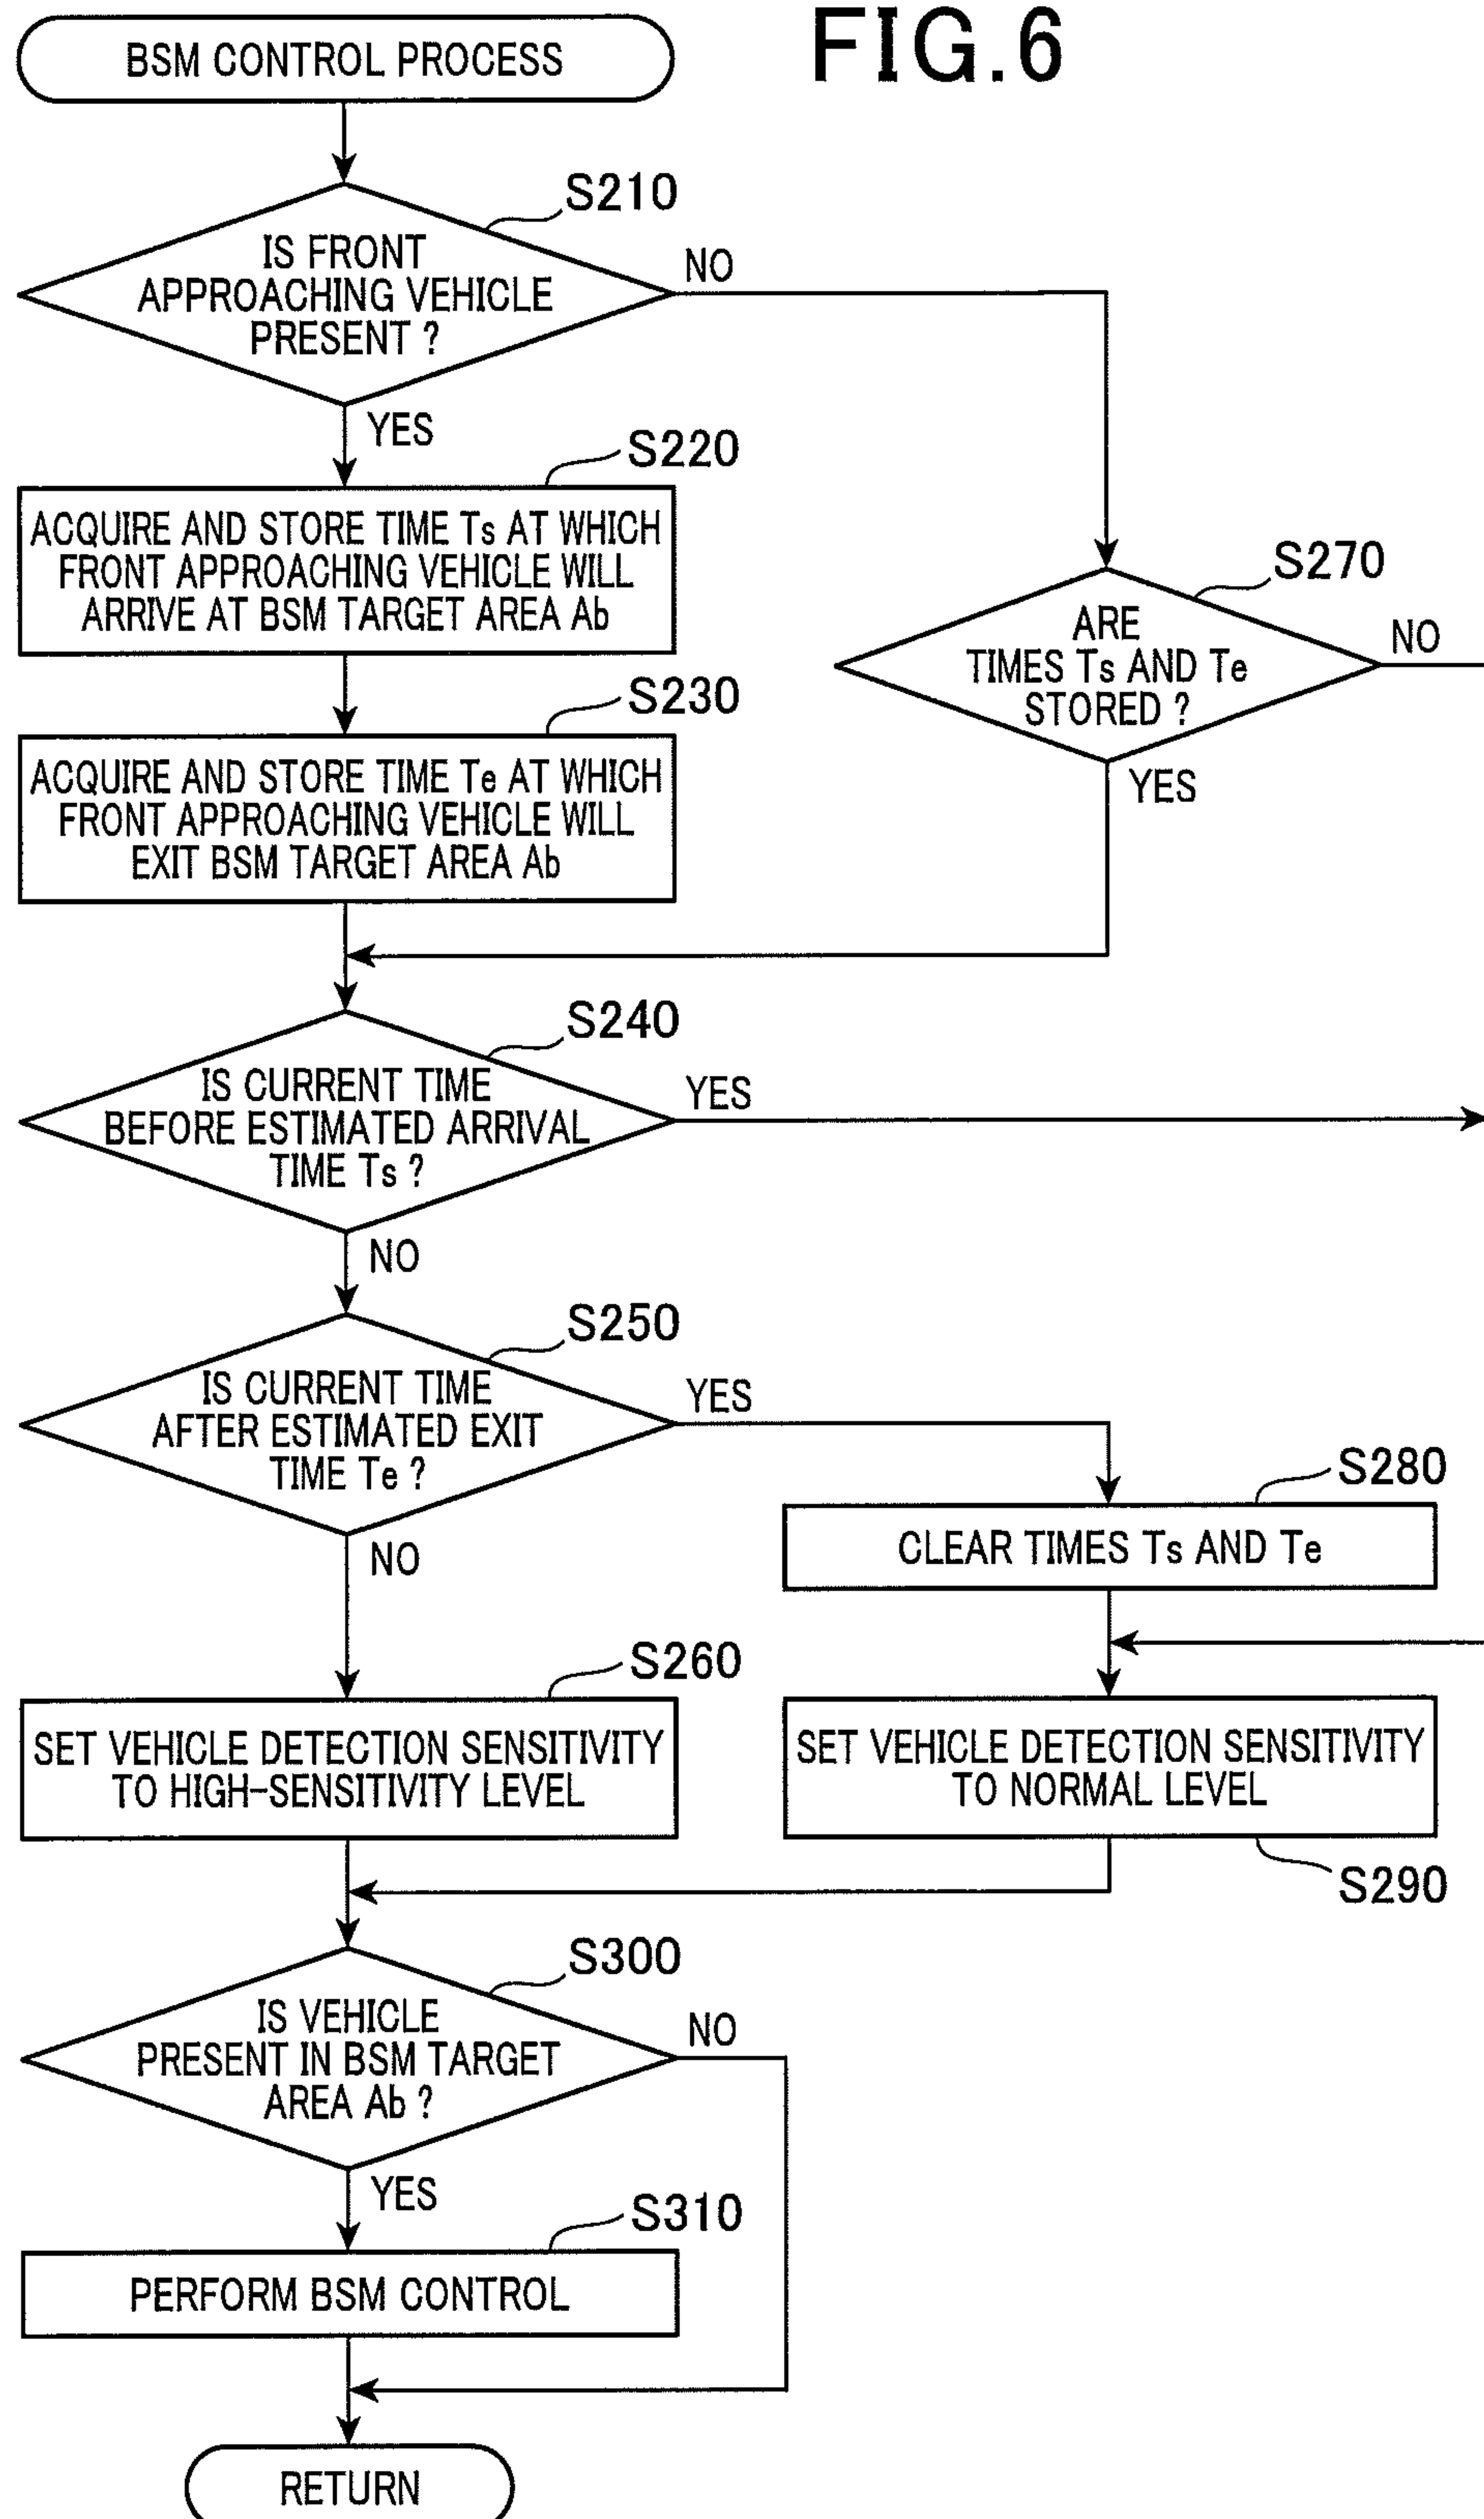 FIG.6
BSM CONTROL PROCESS
S210
IS FRONT
APPROACHING VEHICLE
PRESENT ?
NO
YES
S220
ACQUIRE AND STORE TIME Ts AT WHICH
FRONT APPROACHING VEHICLE WILL
ARRIVE AT BSM TARGET AREA Ab
S270
ARE
TIMES Ts AND Te
STORED ?
NO
YES
S230
ACQUIRE AND STORE TIME Te AT WHICH
FRONT APPROACHING VEHICLE WILL
EXIT BSM TARGET AREA Ab
S240
IS CURRENT TIME
BEFORE ESTIMATED ARRIVAL
TIME Ts ?
YES
NO
S250
IS CURRENT TIME
AFTER ESTIMATED EXIT
TIME Te ?
YES
NO
S280
CLEAR TIMES Ts AND Te
S260
SET VEHICLE DETECTION SENSITIVITY
TO HIGH-SENSITIVITY LEVEL
SET VEHICLE DETECTION SENSITIVITY
TO NORMAL LEVEL
S290
S300
IS VEHICLE
PRESENT IN BSM TARGET
AREA Ab ?
NO
YES
S310
PERFORM BSM CONTROL
RETURN